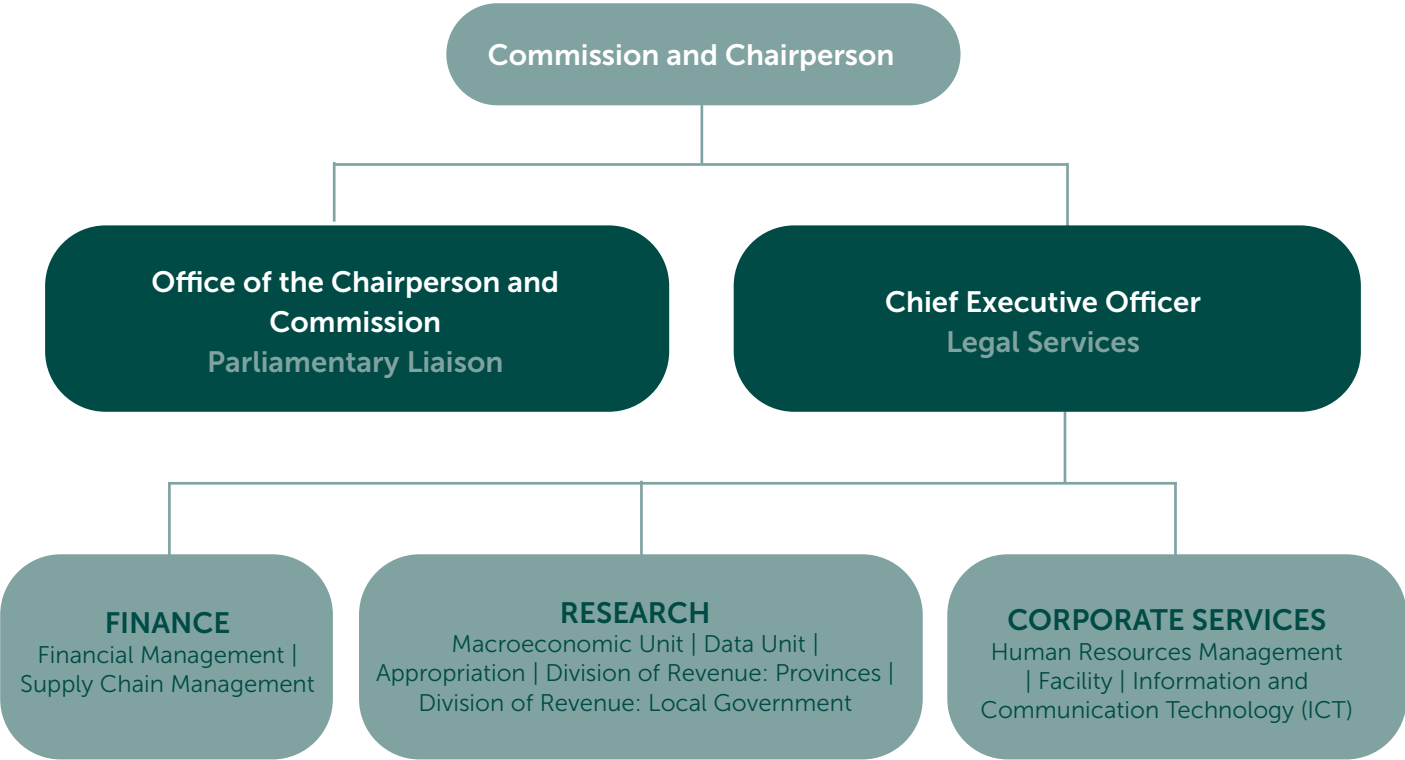 Commission and Chairperson
Office of the Chairperson and
Commission
Parliamentary Liaison
Chief Executive Officer
Legal Services
FINANCE
Financial Management |
Supply Chain Management
RESEARCH
Macroeconomic Unit | Data Unit |
Appropriation | Division of Revenue: Provinces |
Division of Revenue: Local Government
CORPORATE SERVICES
Human Resources Management
| Facility | Information and
Communication Technology (ICT)